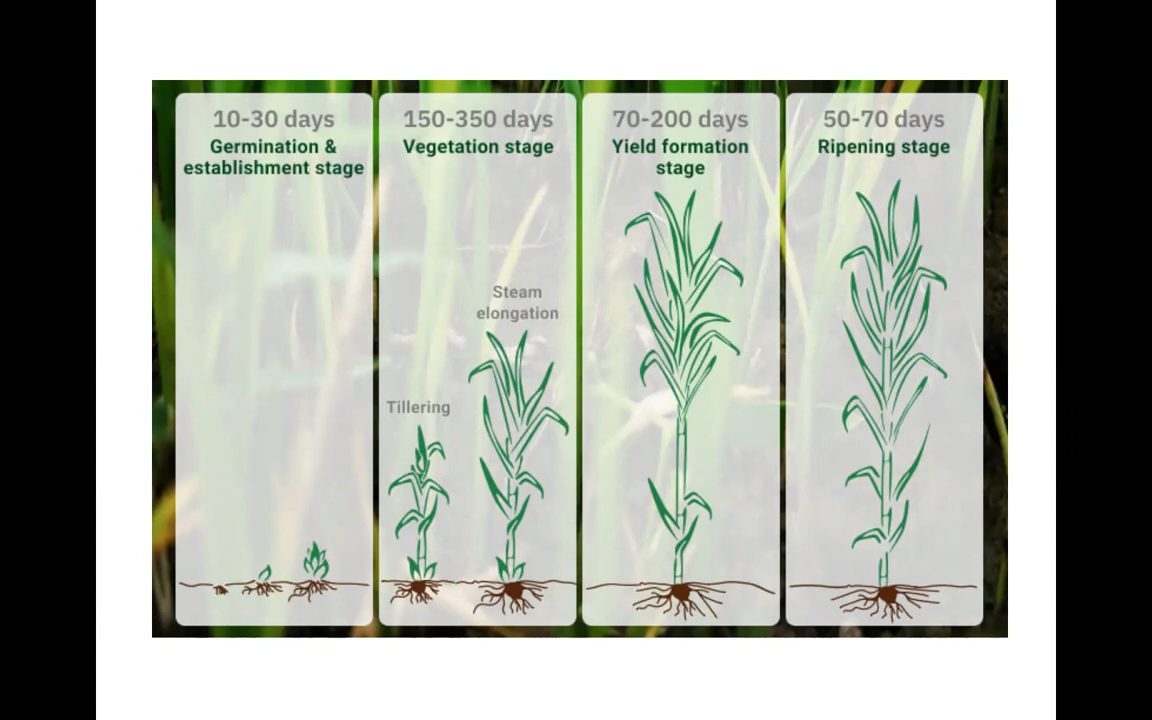 10-30 days
Germination &
establishment stage
150-350 days
Vegetation stage
Steam
elongation
Tillering
70-200 days
Yield formation
stage
50-70 days
Ripening stage